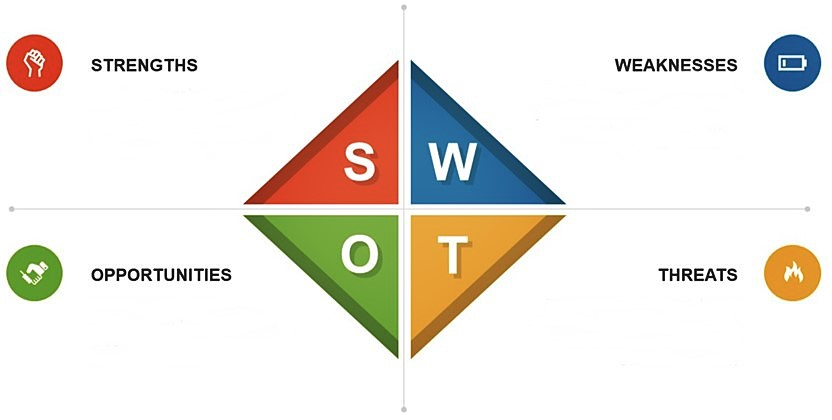 STRENGTHS
WEAKNESSES
S
W
O
T
OPPORTUNITIES
THREATS